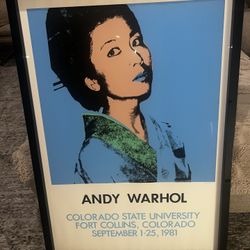 ANDY WARHOL
COLORADO STATE UNIVERSITY
FORT COLLINS, COLORADO
SEPTEMBER 1-25, 1981